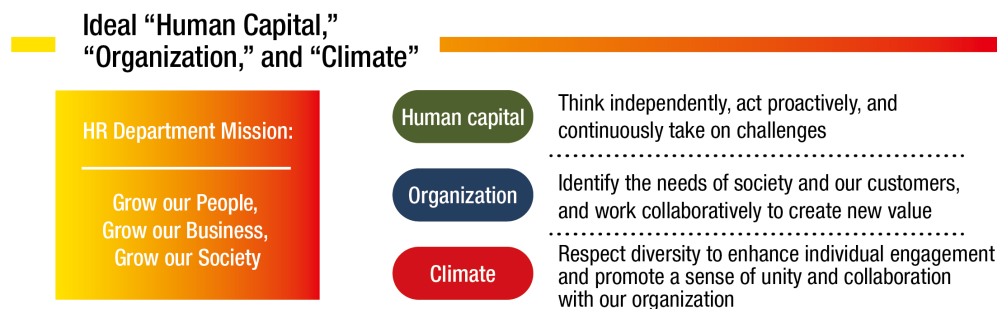 Ideal “Human Capital,”
“Organization,” and “Climate”
HR Department Mission:
Grow our People,
Grow our Business,
Grow our Society
Human capital
Think independently, act proactively, and
continuously take on challenges
Organization
Identify the needs of society and our customers,
and work collaboratively to create new value
Climate
Respect diversity to enhance individual engagement
and promote a sense of unity and collaboration
with our organization